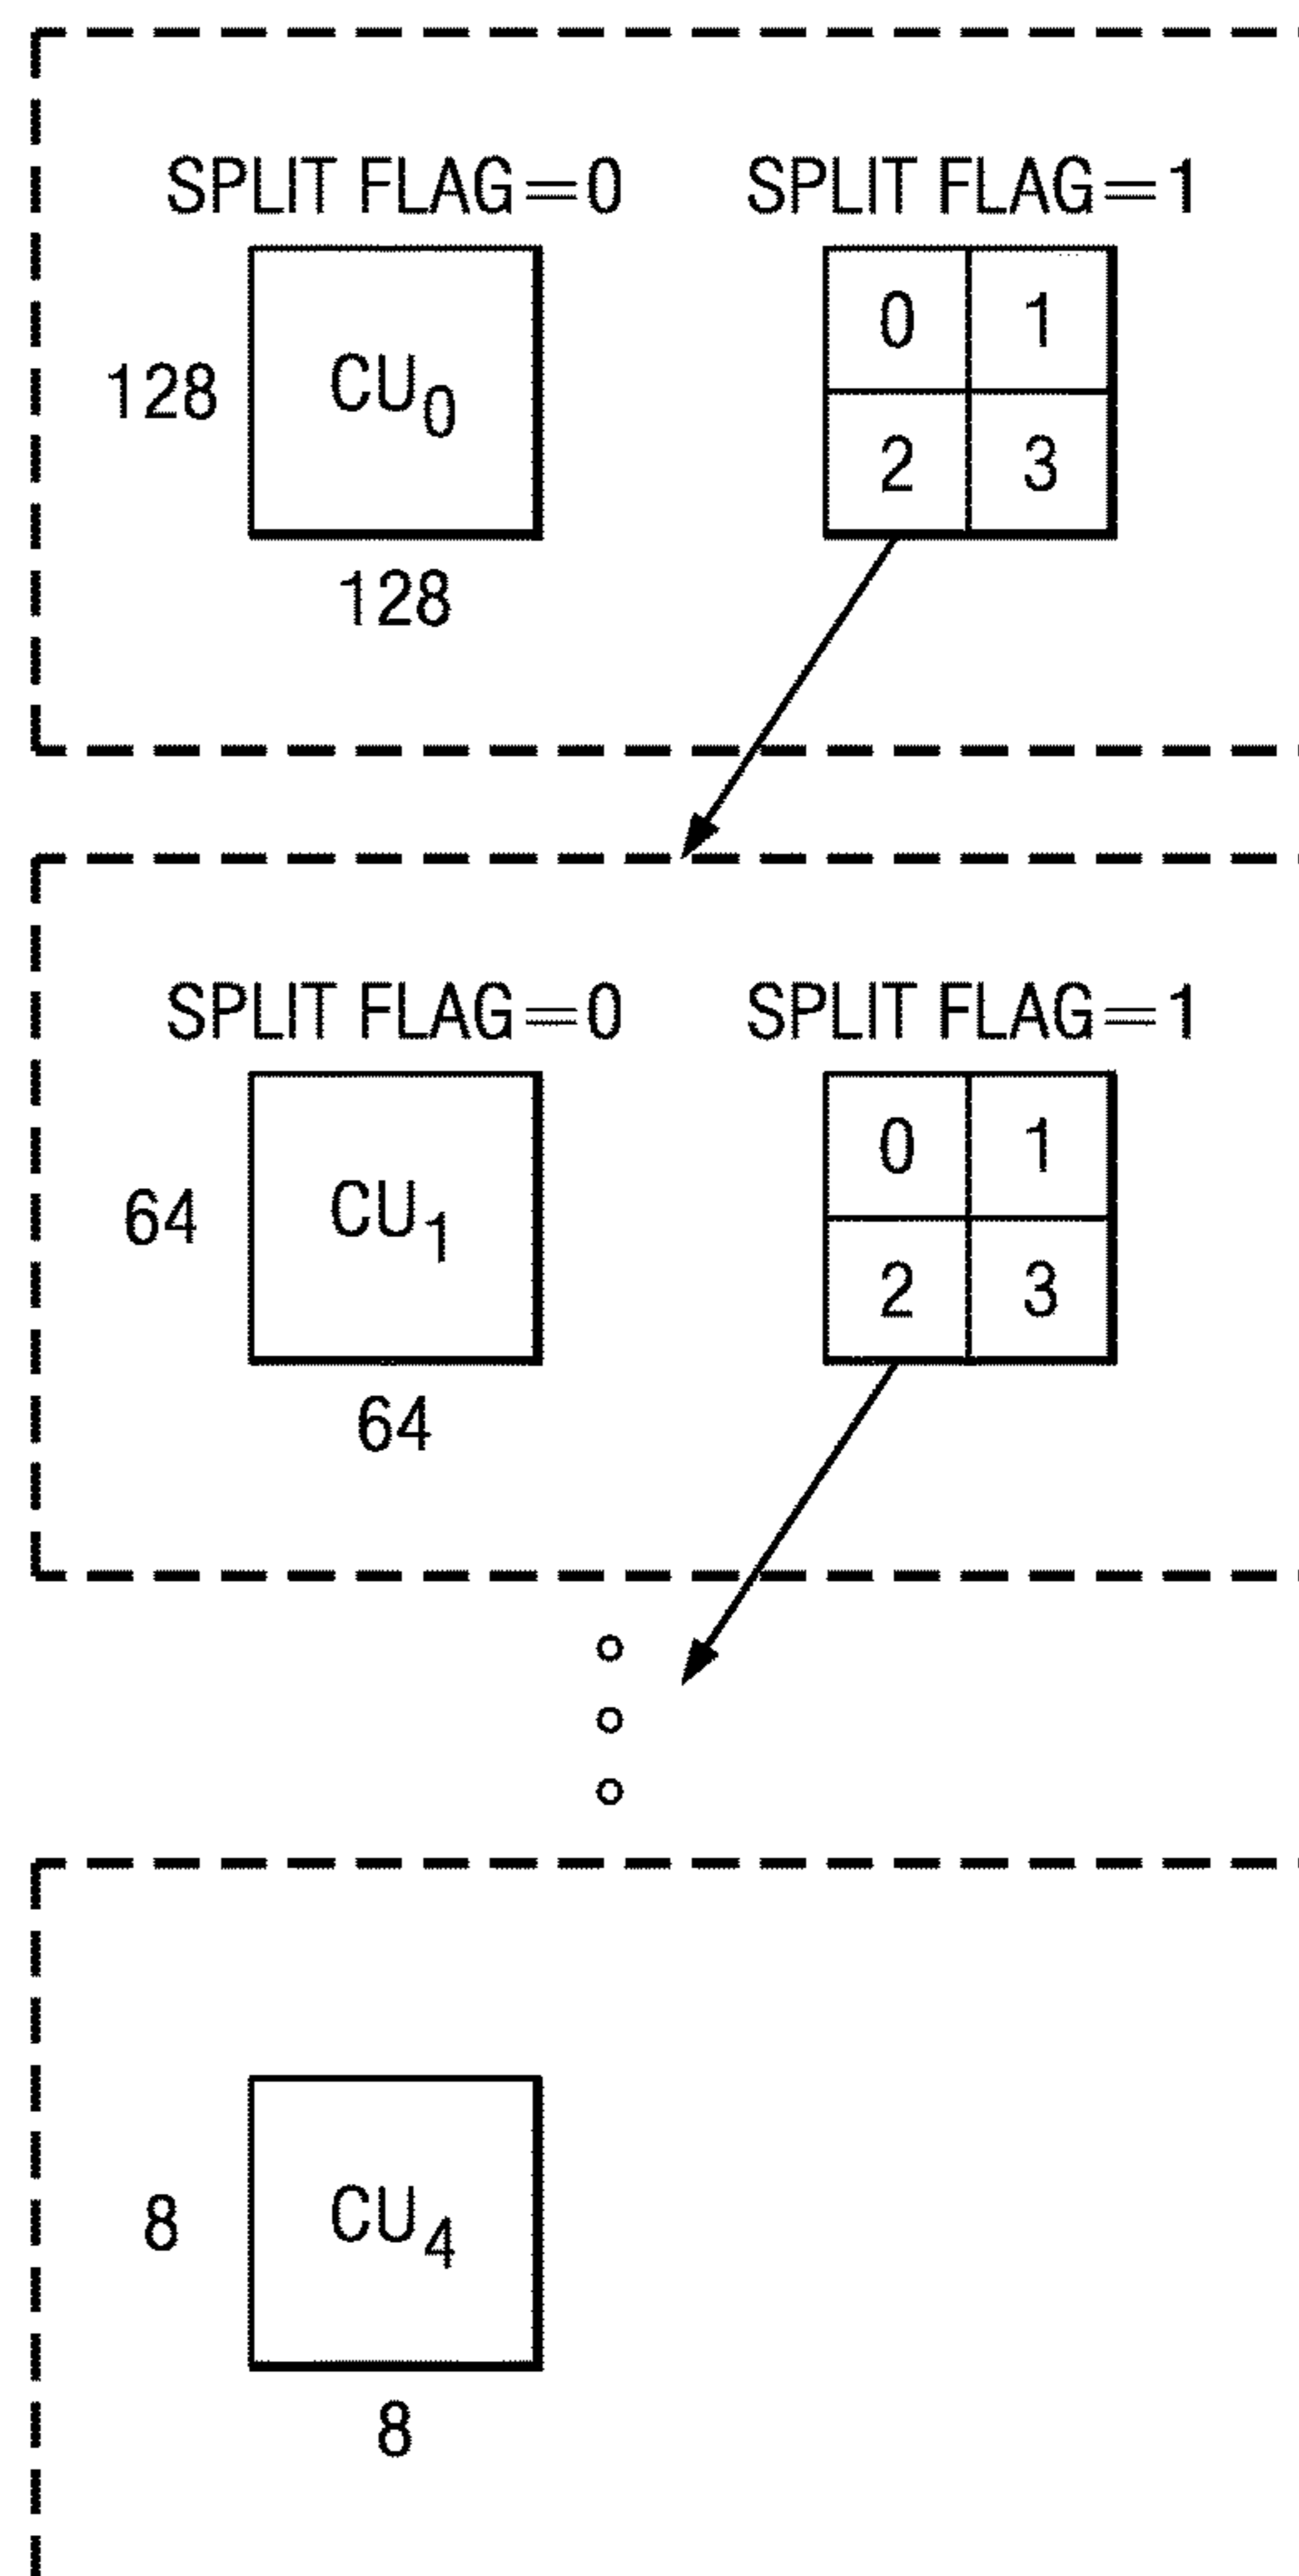 SPLIT FLAG=0 SPLIT FLAG=1
0 1
128 CU₀
2 3
128
SPLIT FLAG=0 SPLIT FLAG=1
0 1
64 CU₁
2 3
64
8 CU₄
8